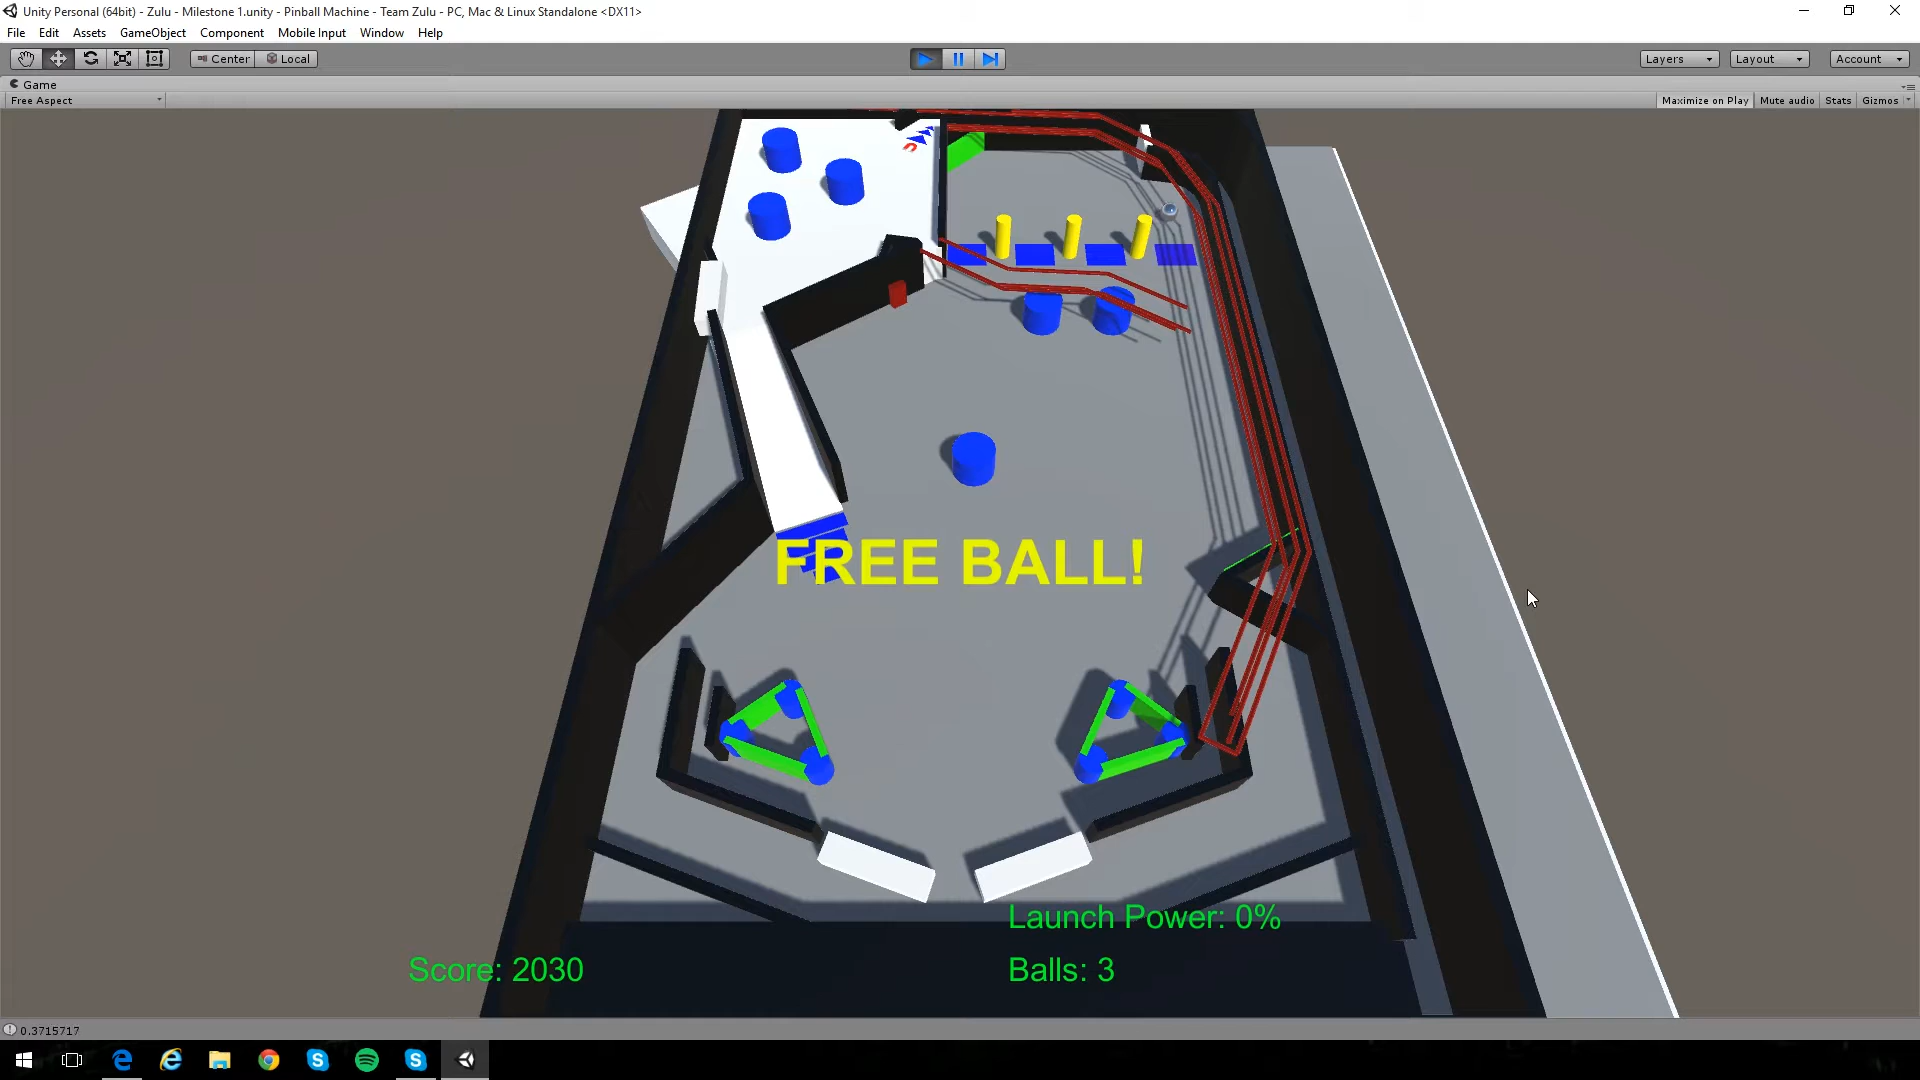 Unity Personal (64bit) - Zulu - Milestone 1.unity - Pinball Machine - Team Zulu - PC, Mac & Linux Standalone <DX11>
File Edit Assets GameObject Component Mobile Input Window Help
Center Local Layers Layout Account
Game
Free Aspect Maximize on Play Mute audio Stats Gizmos
FREE BALL!
Launch Power: 0%
Score: 2030 Balls: 3
0.3715717